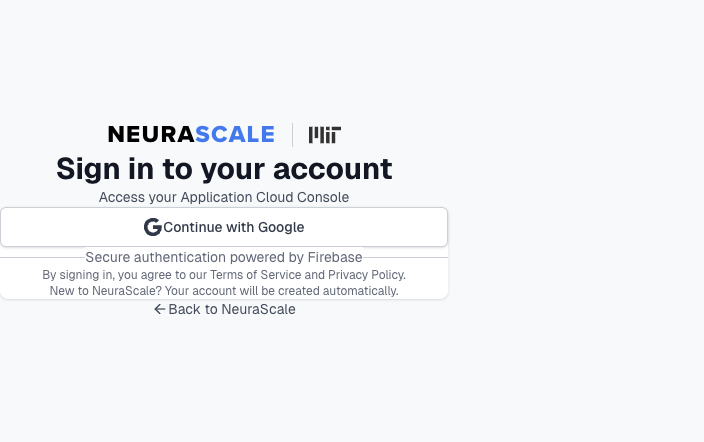 NEURASCALE | MIT
Sign in to your account
Access your Application Cloud Console
Continue with Google
Secure authentication powered by Firebase
By signing in, you agree to our Terms of Service and Privacy Policy.
New to NeuraScale? Your account will be created automatically.
← Back to NeuraScale